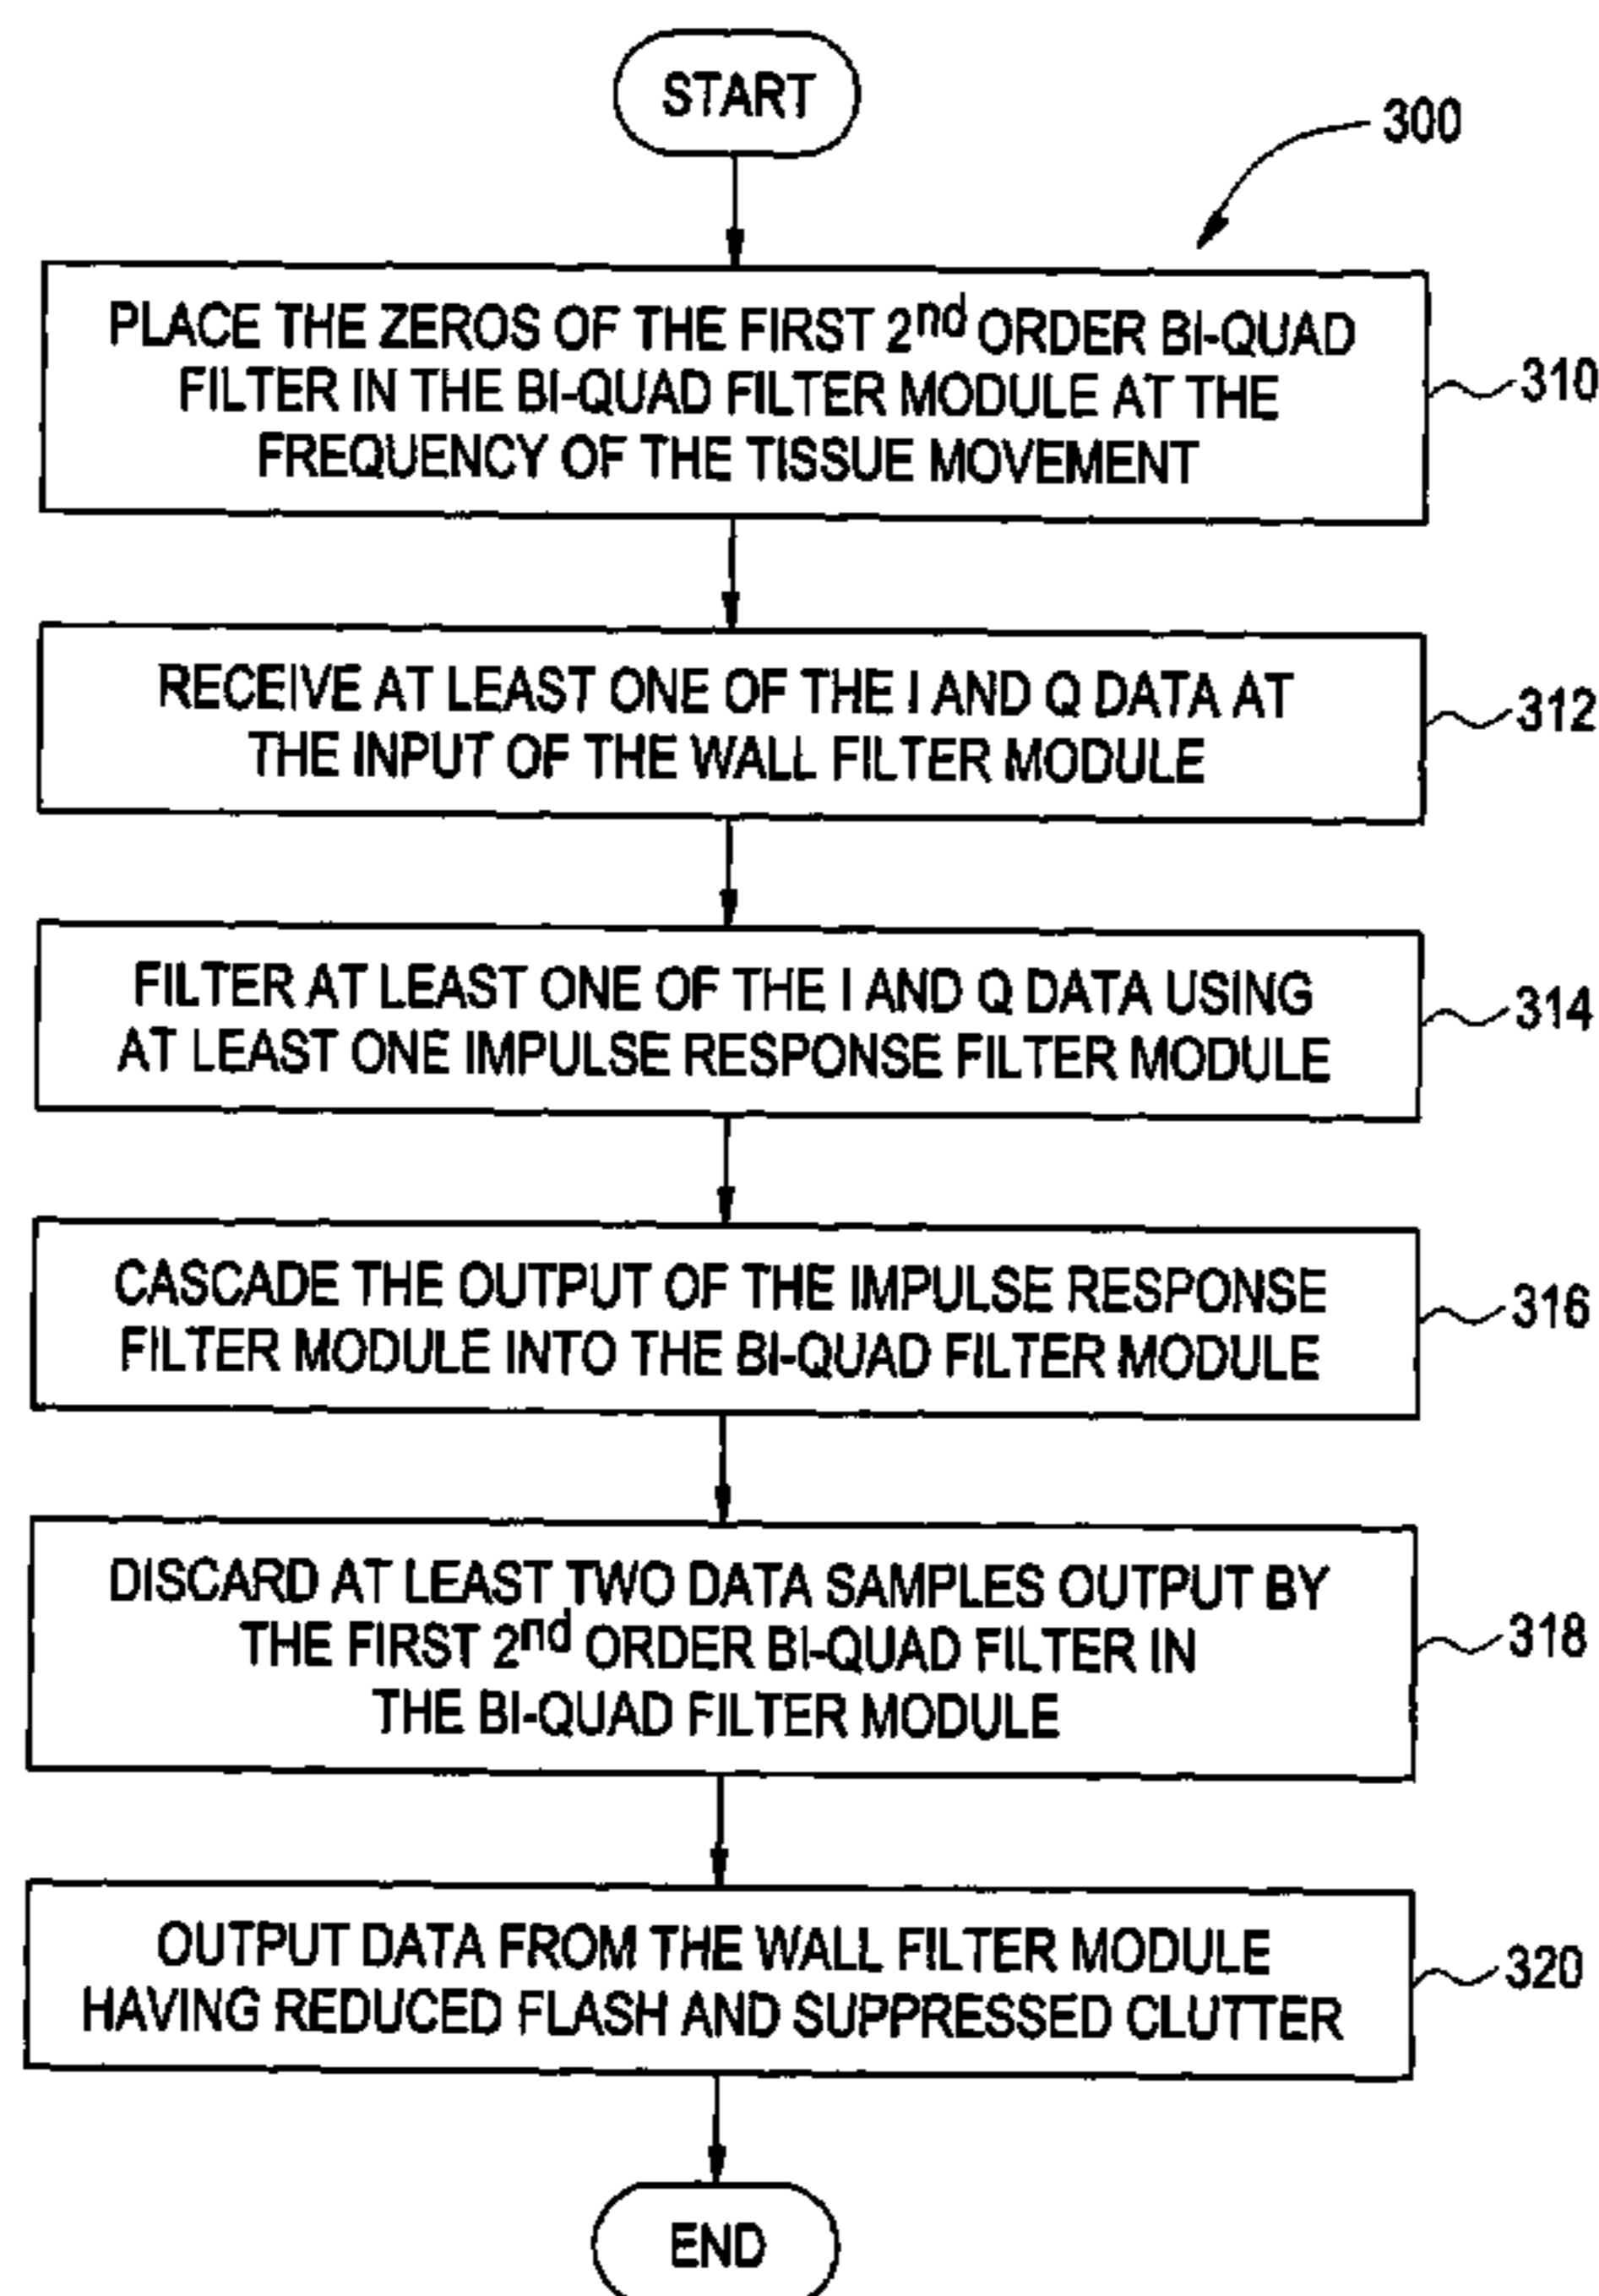 START
300
PLACE THE ZEROS OF THE FIRST 2nd ORDER BI-QUAD
FILTER IN THE BI-QUAD FILTER MODULE AT THE
FREQUENCY OF THE TISSUE MOVEMENT
310
RECEIVE AT LEAST ONE OF THE I AND Q DATA AT
THE INPUT OF THE WALL FILTER MODULE
312
FILTER AT LEAST ONE OF THE I AND Q DATA USING
AT LEAST ONE IMPULSE RESPONSE FILTER MODULE
314
CASCADE THE OUTPUT OF THE IMPULSE RESPONSE
FILTER MODULE INTO THE BI-QUAD FILTER MODULE
316
DISCARD AT LEAST TWO DATA SAMPLES OUTPUT BY
THE FIRST 2nd ORDER BI-QUAD FILTER IN
THE BI-QUAD FILTER MODULE
318
OUTPUT DATA FROM THE WALL FILTER MODULE
HAVING REDUCED FLASH AND SUPPRESSED CLUTTER
320
END